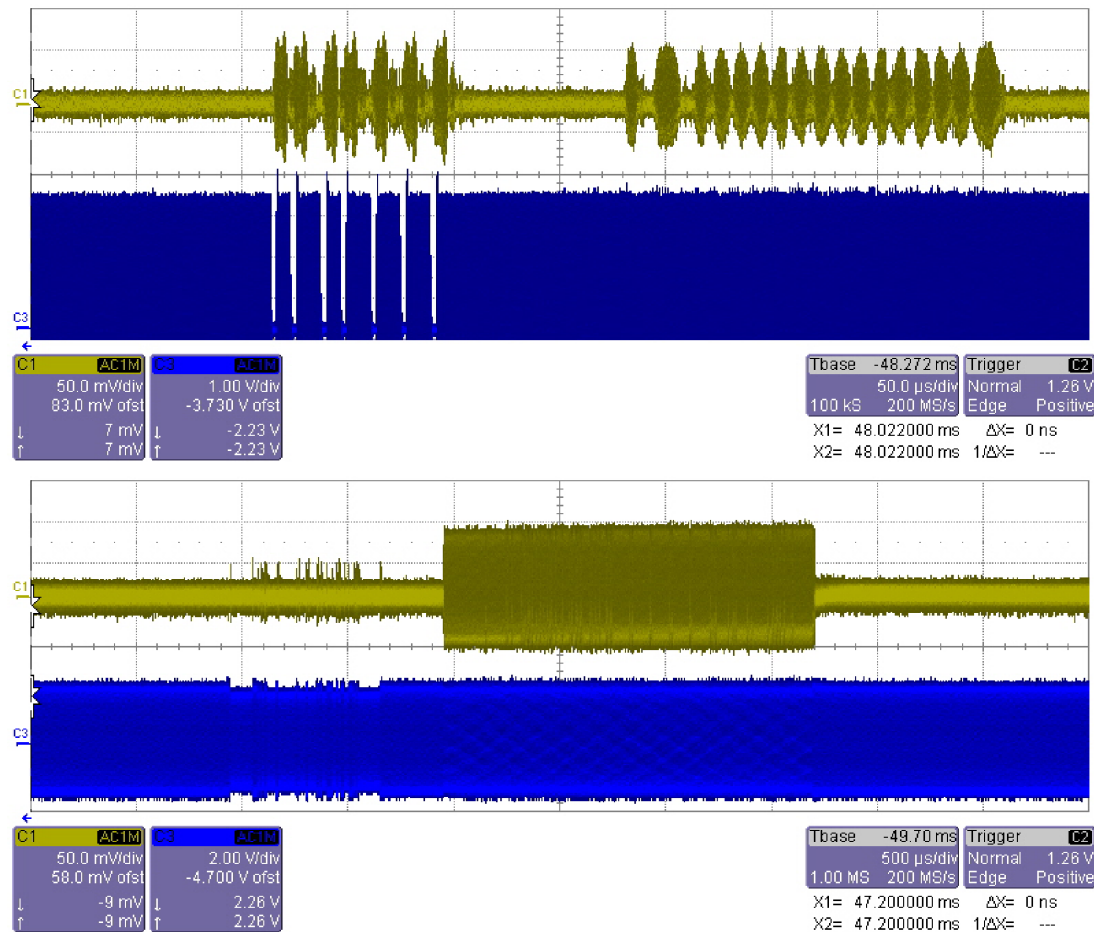 C1
C3
C1 AC1M C3 AC1M Tbase -48.272 ms Trigger C2
50.0 mV/div 1.00 V/div 50.0 µs/div Normal 1.26 V
83.0 mV ofst -3.730 V ofst 100 kS 200 MS/s Edge Positive
↓ 7 mV ↓ -2.23 V X1= 48.022000 ms ΔX= 0 ns
↑ 7 mV ↑ -2.23 V X2= 48.022000 ms 1/ΔX= ---
C1
C3
C1 AC1M C3 AC1M Tbase -49.70 ms Trigger C2
50.0 mV/div 2.00 V/div 500 µs/div Normal 1.26 V
58.0 mV ofst -4.700 V ofst 1.00 MS 200 MS/s Edge Positive
↓ -9 mV ↓ 2.26 V X1= 47.200000 ms ΔX= 0 ns
↑ -9 mV ↑ 2.26 V X2= 47.200000 ms 1/ΔX= ---